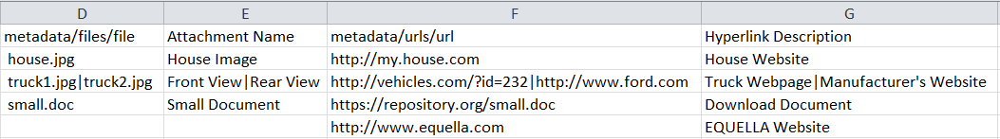 D E F G
metadata/files/file Attachment Name metadata/urls/url Hyperlink Description
house.jpg House Image http://my.house.com House Website
truck1.jpg|truck2.jpg Front View|Rear View http://vehicles.com/?id=232|http://www.ford.com Truck Webpage|Manufacturer's Website
small.doc Small Document https://repository.org/small.doc Download Document
http://www.equella.com EQUELLA Website